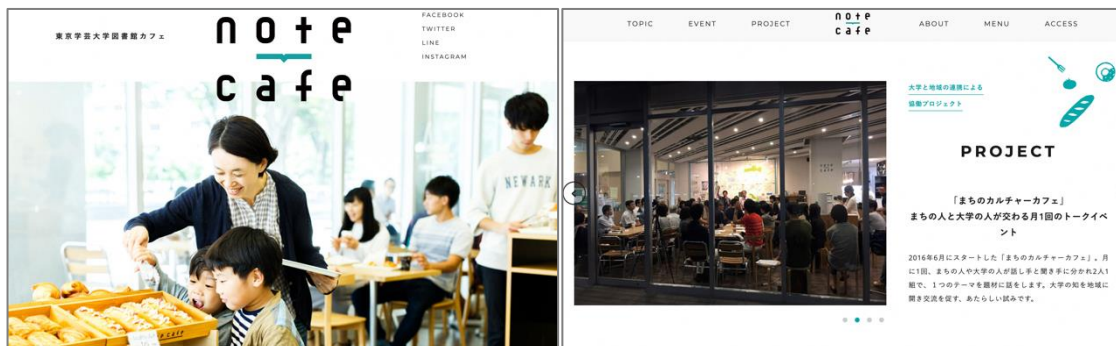 東京学芸大学図書館カフェ
note
cafe
FACEBOOK
TWITTER
LINE
INSTAGRAM
NEWARK
TOPIC
EVENT
PROJECT
note
cafe
ABOUT
MENU
ACCESS
大学と地域の連携による
協働プロジェクト
PROJECT
「まちのカルチャーカフェ」
まちの人と大学の人が交わる月1回のトークイベ
ント
2016年6月にスタートした「まちのカルチャーカフェ」。月
に1回、まちの人や大学の人が話し手と聞き手に分かれ2人1
組で、1つのテーマを題材に話をします。大学の知を地域に
開き交流を促す、あたらしい試みです。